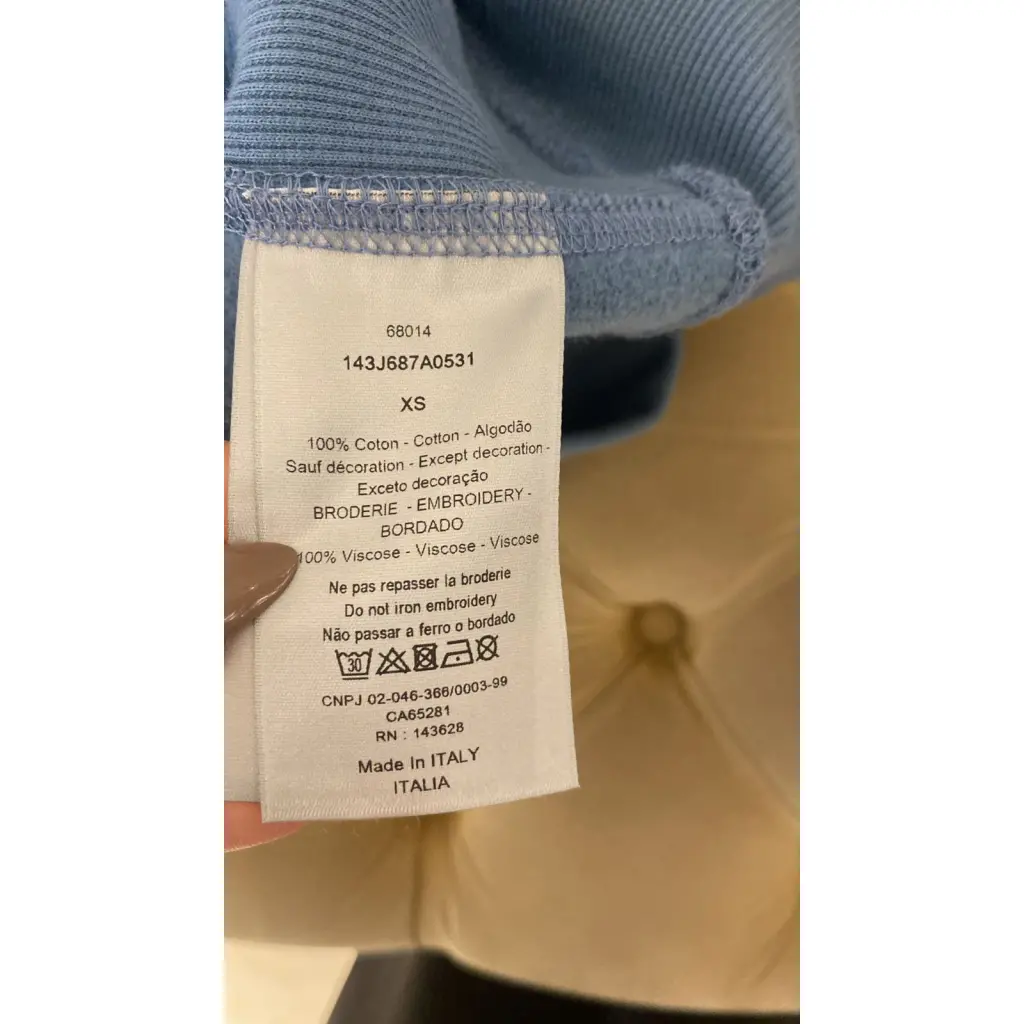 68014
143J687A0531
XS
100% Coton - Cotton - Algodão
Sauf décoration - Except decoration -
Exceto decoração
BRODERIE - EMBROIDERY -
BORDADO
100% Viscose - Viscose - Viscose
Ne pas repasser la broderie
Do not iron embroidery
Não passar a ferro o bordado
30
CNPJ 02-046-366/0003-99
CA65281
RN : 143628
Made In ITALY
ITALIA